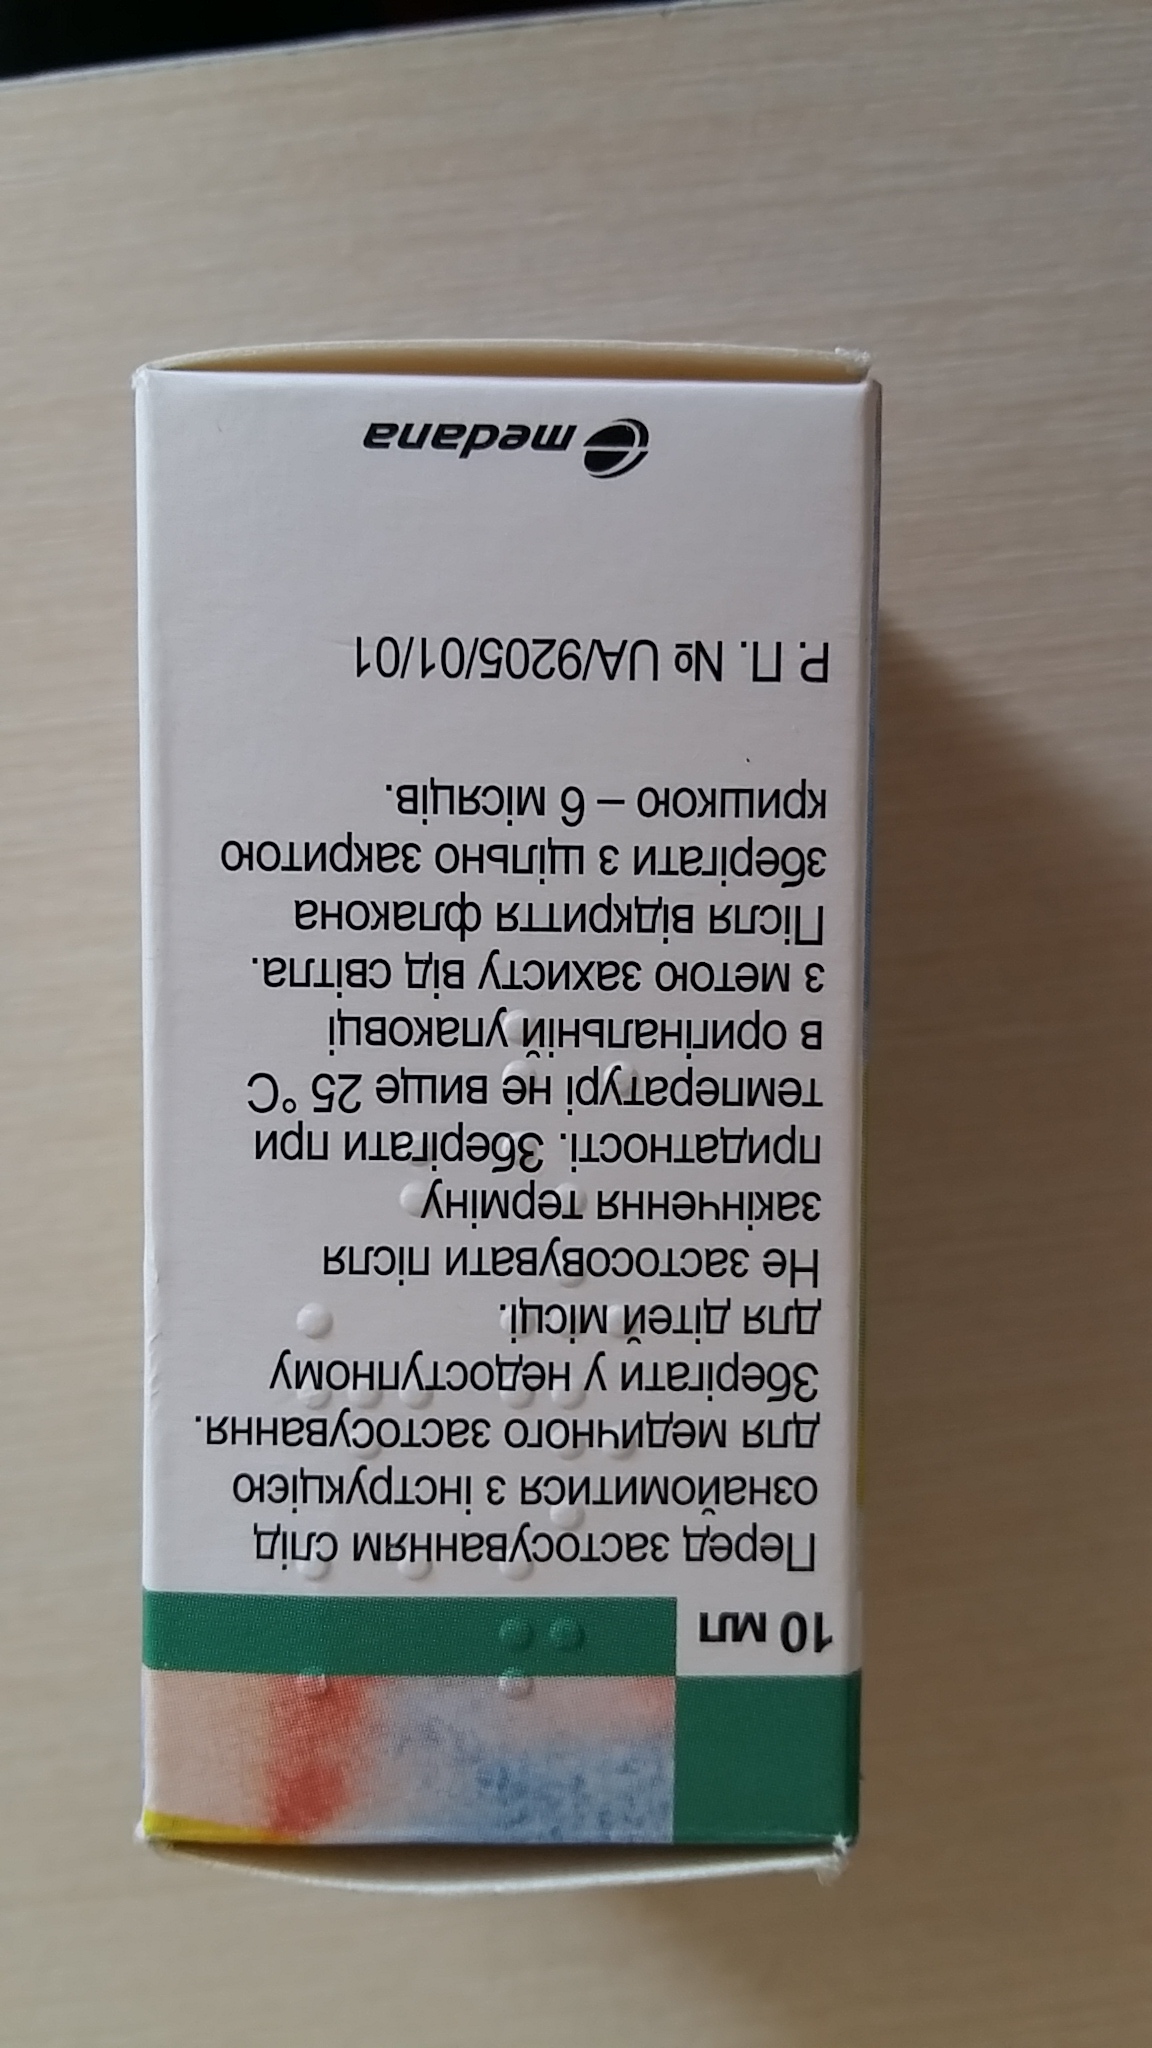 10 мл
Перед застосуванням слід
ознайомитися з інструкцією
для медичного застосування.
Зберігати у недоступному
для дітей місці.
Не застосовувати після
закінчення терміну
придатності. Зберігати при
температурі не вище 25 °C
в оригінальній упаковці
з метою захисту від світла.
Після відкриття флакона
зберігати з щільно закритою
кришкою – 6 місяців.
Р. П. № UA/9205/01/01
medana